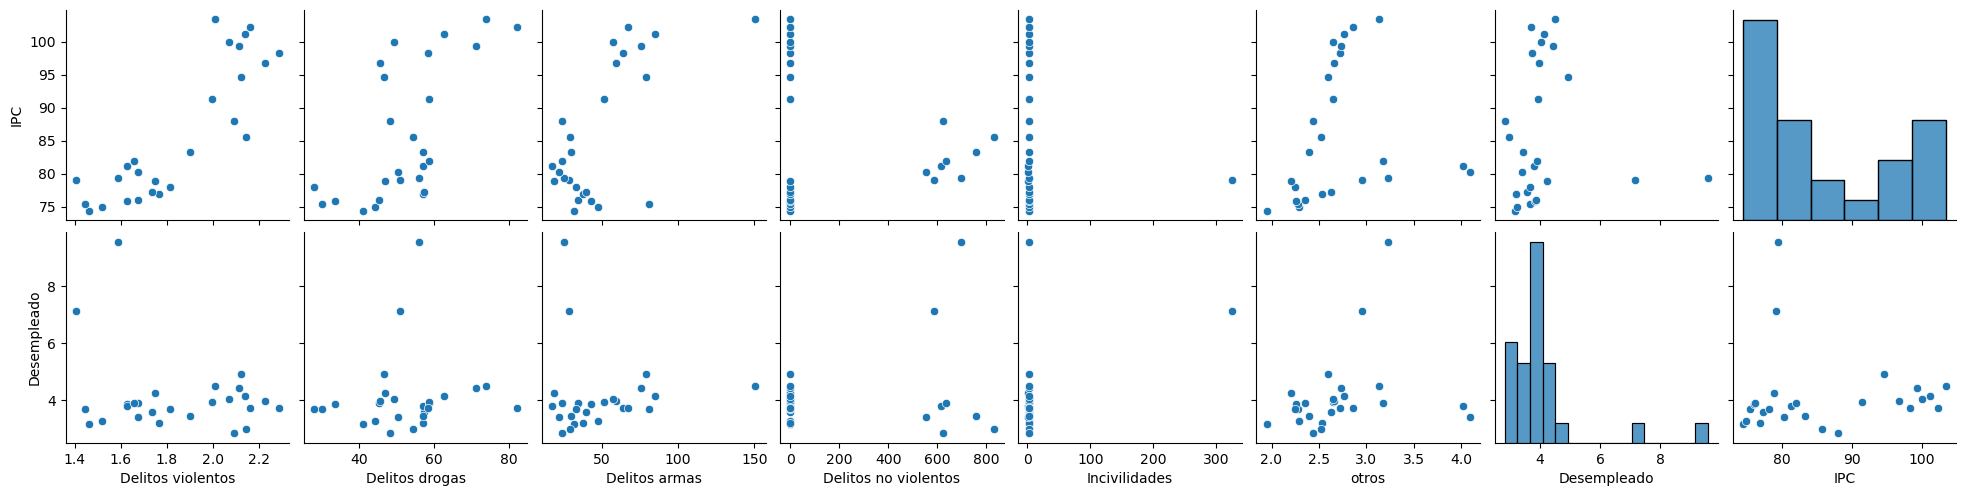 100
95
90
85
80
75
IPC
8
6
4
Desempleado
1.4 1.6 1.8 2.0 2.2
Delitos violentos
40 60 80
Delitos drogas
50 100 150
Delitos armas
0 200 400 600 800
Delitos no violentos
0 100 200 300
Incivilidades
2.0 2.5 3.0 3.5 4.0
otros
4 6 8
Desempleado
80 90 100
IPC